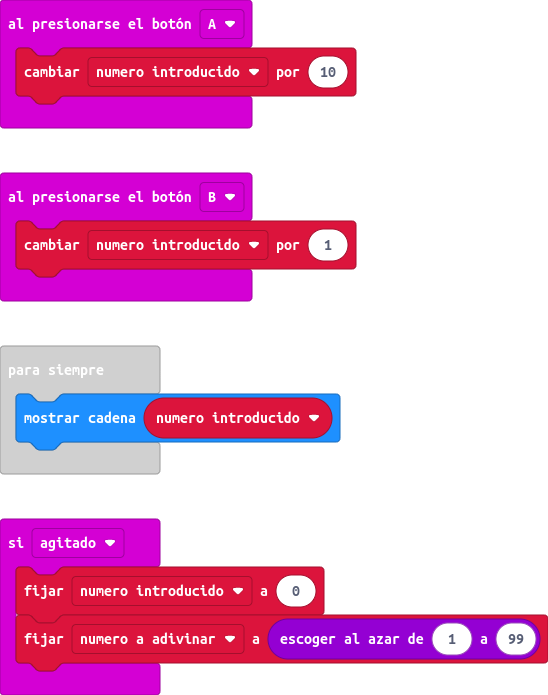 al presionarse el botón A
cambiar numero introducido por 10
al presionarse el botón B
cambiar numero introducido por 1
para siempre
mostrar cadena numero introducido
si agitado
fijar numero introducido a 0
fijar numero a adivinar a escoger al azar de 1 a 99